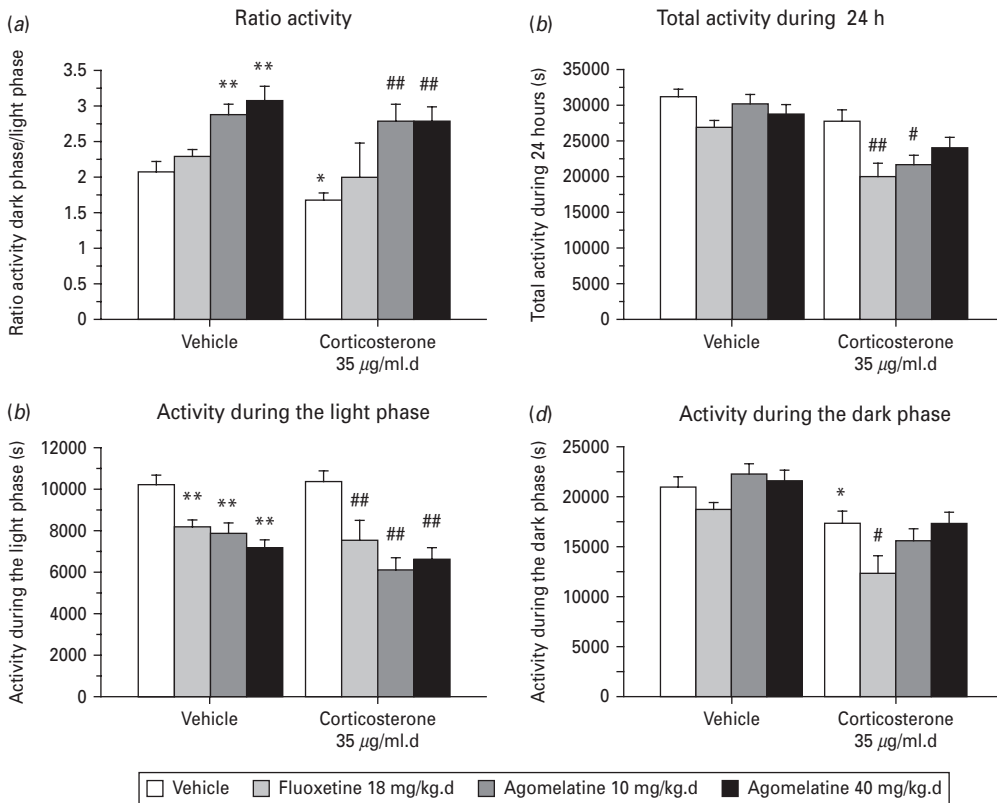 (a) Ratio activity
Ratio activity dark phase/light phase
3.5
3
2.5
2
1.5
1
0.5
0
** **
*
## ##
Vehicle Corticosterone
35 μg/ml.d
(b) Total activity during 24 h
Total activity during 24 hours (s)
35000
30000
25000
20000
15000
10000
5000
0
## #
Vehicle Corticosterone
35 μg/ml.d
(b) Activity during the light phase
Activity during the light phase (s)
12000
10000
8000
6000
4000
2000
0
** ** **
## ## ##
Vehicle Corticosterone
35 μg/ml.d
(d) Activity during the dark phase
Activity during the dark phase (s)
25000
20000
15000
10000
5000
0
* #
Vehicle Corticosterone
35 μg/ml.d
Vehicle Fluoxetine 18 mg/kg.d Agomelatine 10 mg/kg.d Agomelatine 40 mg/kg.d